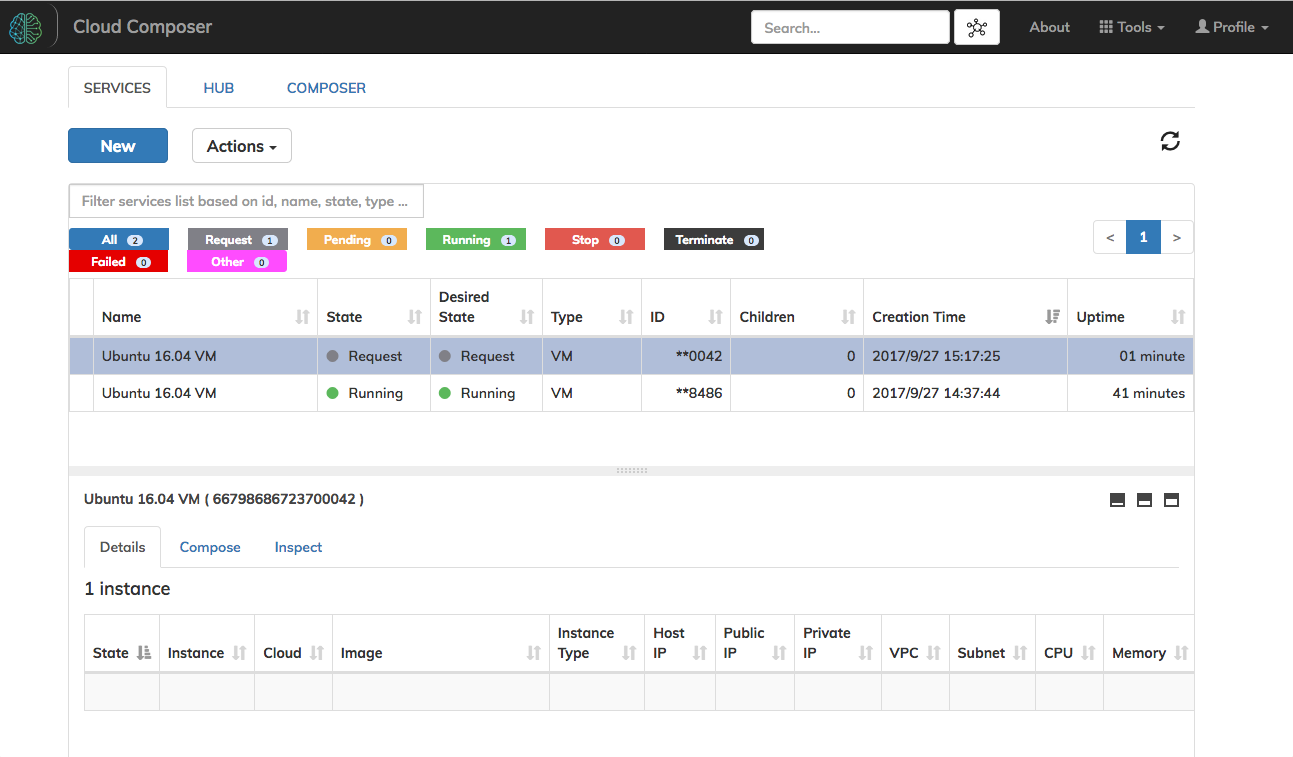 Cloud Composer Search... About Tools Profile
SERVICES HUB COMPOSER
New Actions
Filter services list based on id, name, state, type ...
All 2 Request 1 Pending 0 Running 1 Stop 0 Terminate 0
Failed 0 Other 0
< 1 >
Name State Desired State Type ID Children Creation Time Uptime
Ubuntu 16.04 VM Request Request VM **0042 0 2017/9/27 15:17:25 01 minute
Ubuntu 16.04 VM Running Running VM **8486 0 2017/9/27 14:37:44 41 minutes
Ubuntu 16.04 VM ( 66798686723700042 )
Details Compose Inspect
1 instance
State Instance Cloud Image Instance Type Host IP Public IP Private IP VPC Subnet CPU Memory